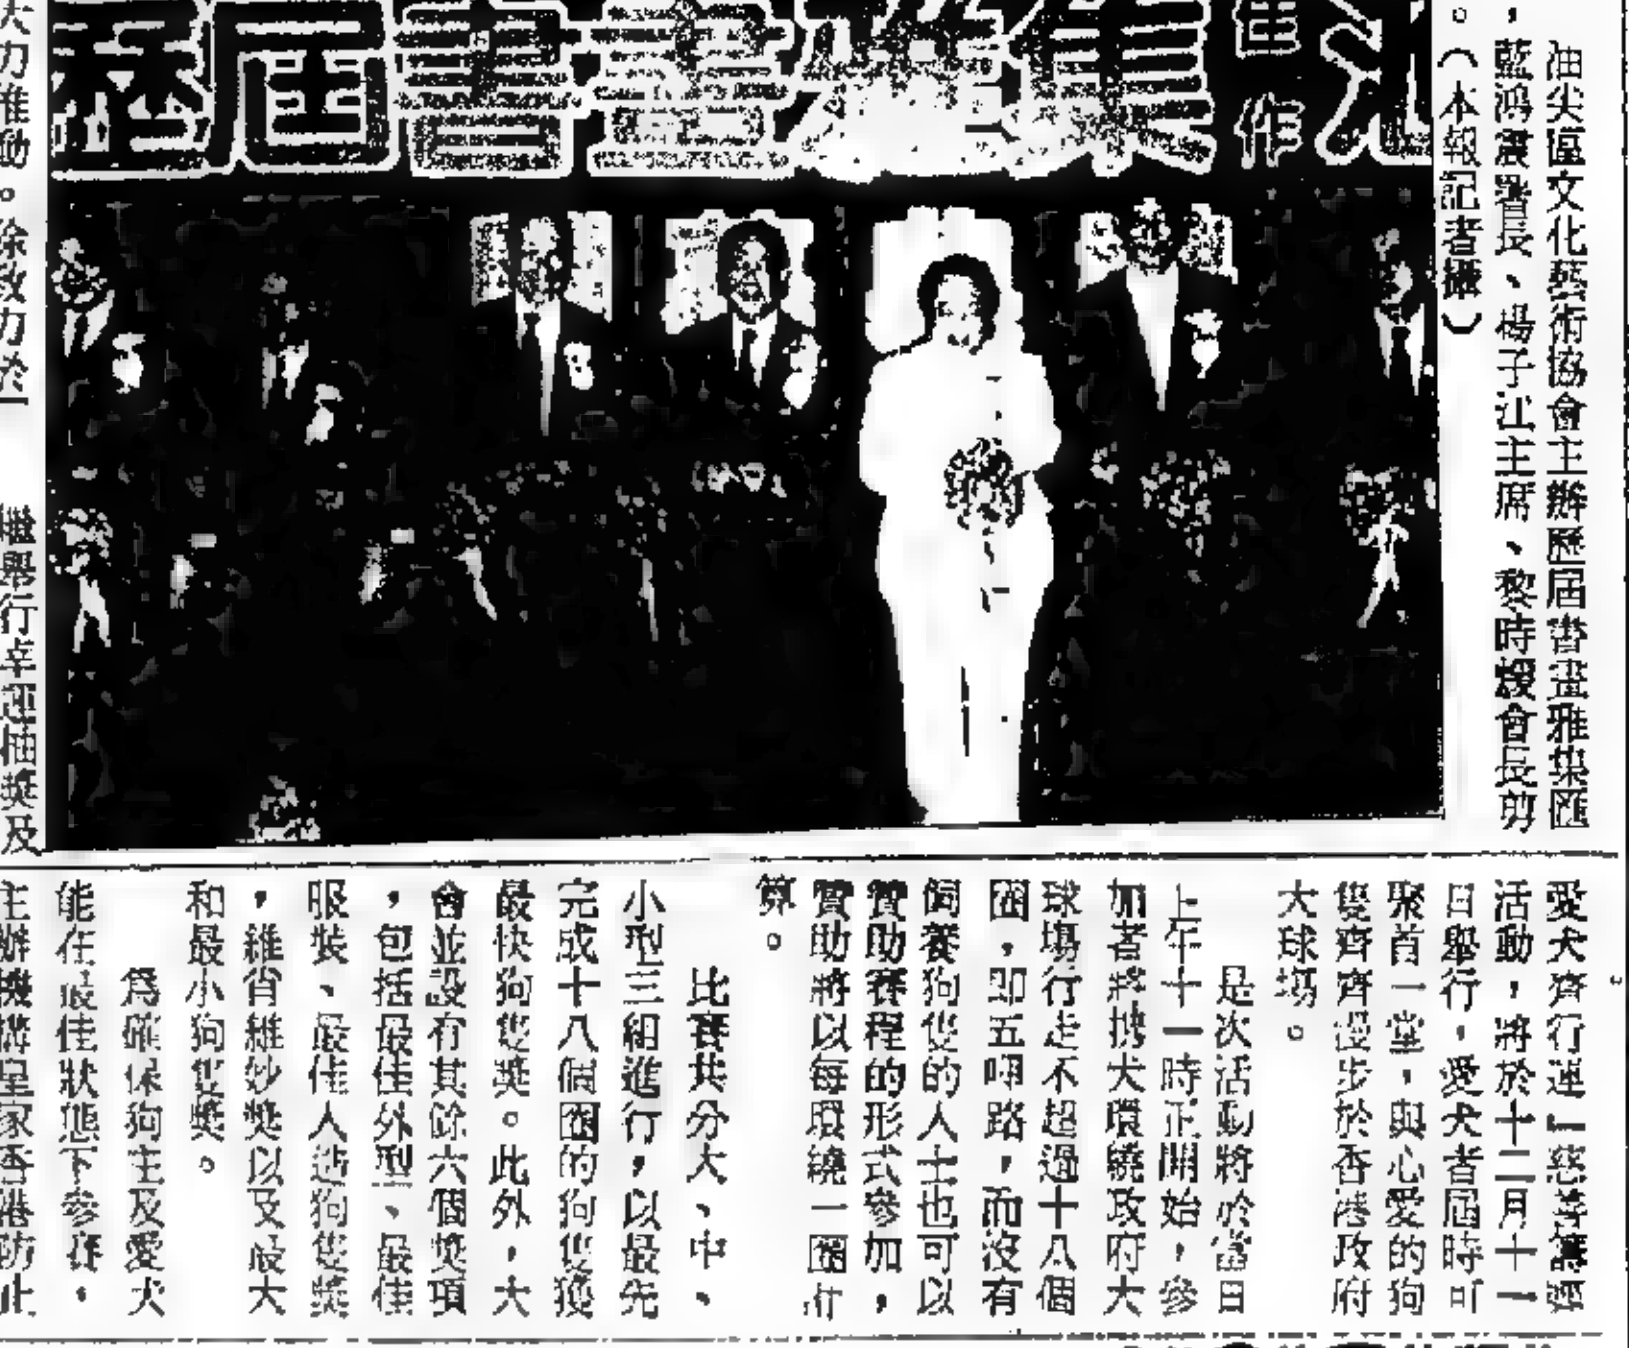 歷屆書畫雅集
佳作
油尖區文化藝術協會主辦歷屆書畫雅集匯
，藍鴻震署長、楊子江主席、黎時煖會長剪
。（本報記者攝）
大力推動。除致力於
繼舉行幸運抽獎及
愛犬齊行運』慈善籌經
活動，將於十二月十一
日舉行，愛犬者屆時可
聚首一堂，與心愛的狗
隻齊齊漫步於香港政府
大球場。
是次活動將於當日
上午十一時正開始，參
加者將携犬環繞政府大
球場行走不超過十八個
圈，即五咪路，而沒有
飼養狗隻的人士也可以
贊助賽程的形式參加，
贊助將以每環繞一圈計
算。
比賽共分大、中、
小型三組進行，以最先
完成十八個圈的狗隻獲
最快狗隻獎。此外，大
會並設有其餘六個獎項
，包括最佳外型、最佳
服裝、最佳人造狗隻獎
，維肖維妙獎以及最大
和最小狗隻獎。
為確保狗主及愛犬
能在最佳狀態下參賽，
主辦機構皇家香港防止